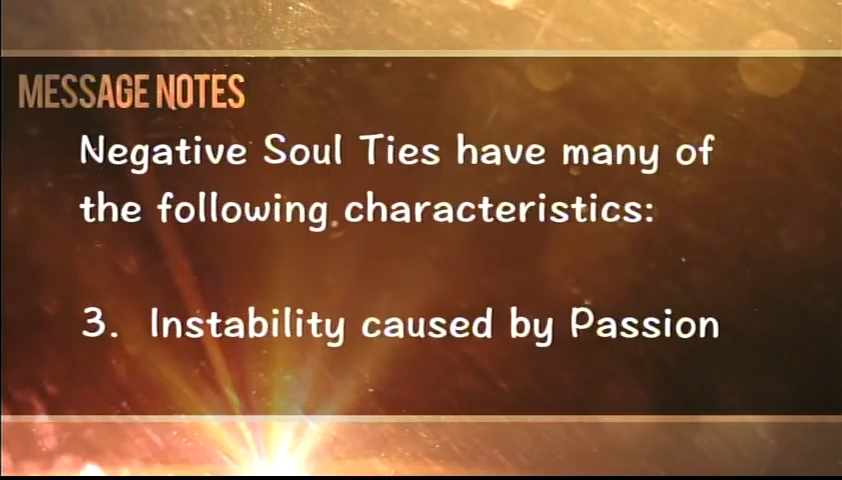 MESSAGE NOTES
Negative Soul Ties have many of
the following characteristics:
3. Instability caused by Passion